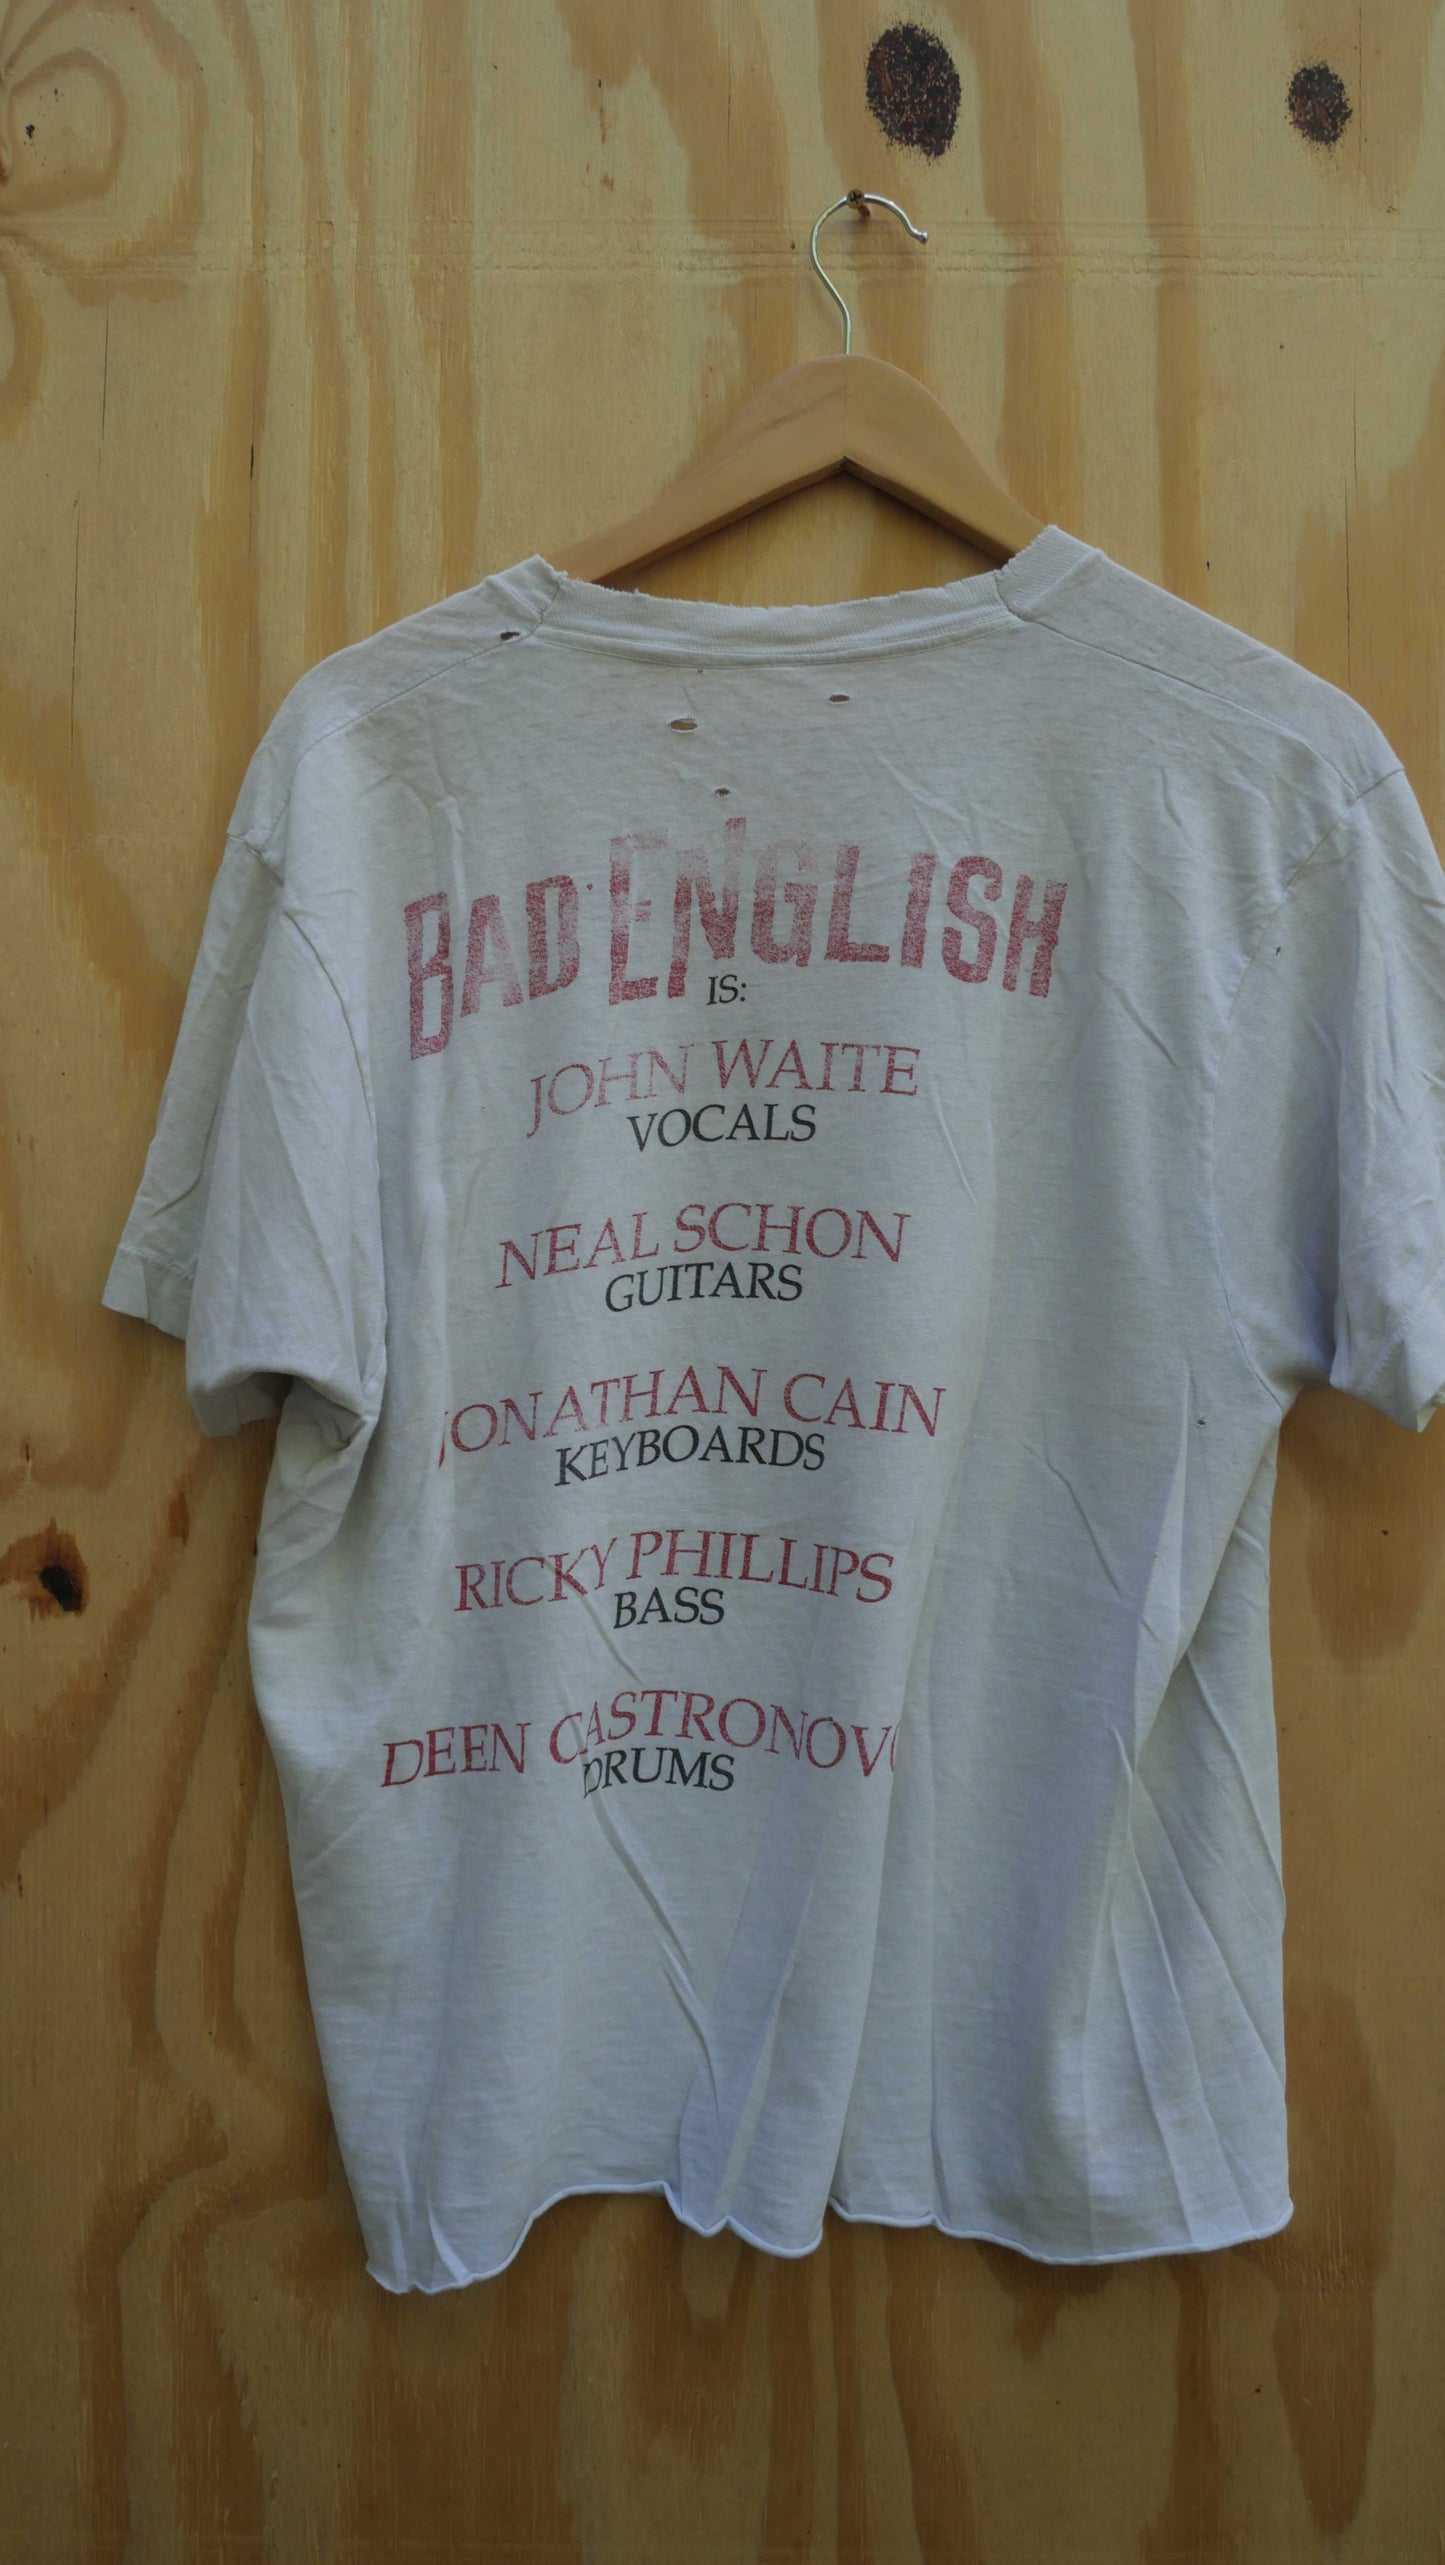 BAD ENGLISH
IS:
JOHN WAITE
VOCALS
NEAL SCHON
GUITARS
JONATHAN CAIN
KEYBOARDS
RICKY PHILLIPS
BASS
DEEN CASTRONOVO
DRUMS